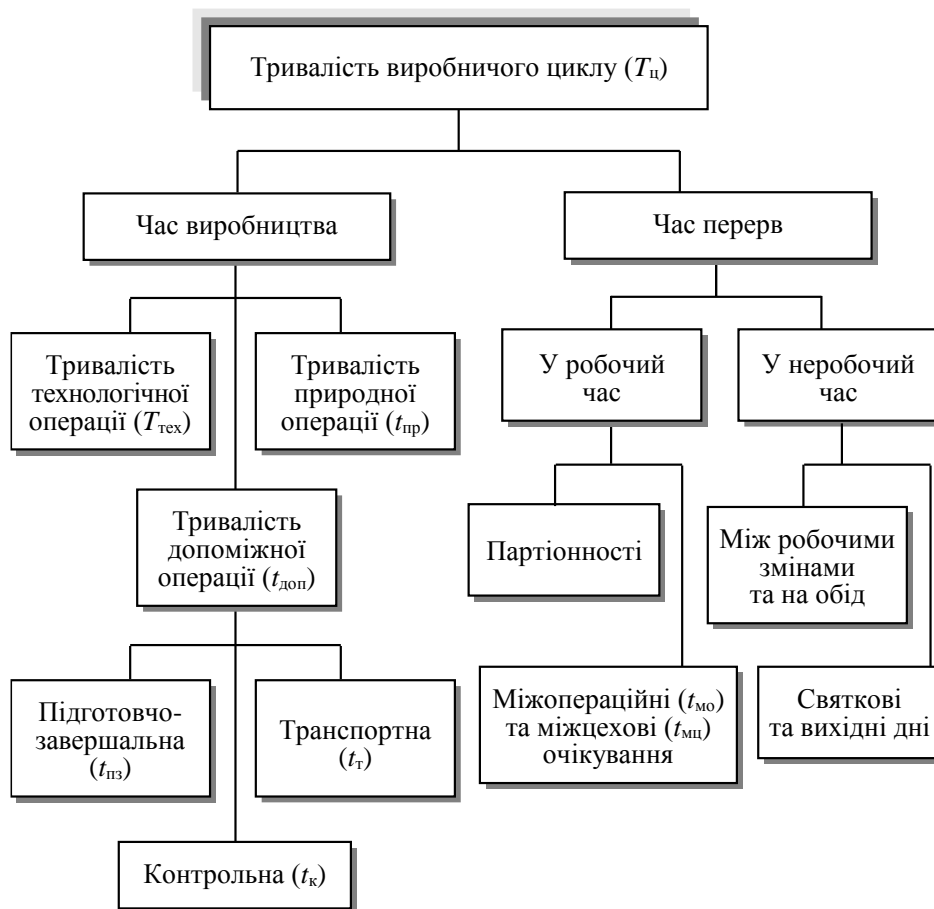 Тривалість виробничого циклу (Tц)
Час виробництва
Час перерв
Тривалість
технологічної
операції (Tтех)
Тривалість
природної
операції (tпр)
У робочий
час
У неробочий
час
Тривалість
допоміжної
операції (tдоп)
Партіонності
Між робочими
змінами
та на обід
Підготовчо-
завершальна
(tпз)
Транспортна
(tт)
Міжопераційні (tмо)
та міжцехові (tмц)
очікування
Святкові
та вихідні дні
Контрольна (tк)